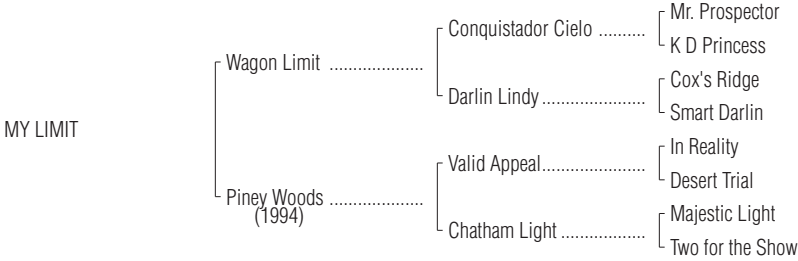 Mr. Prospector
Conquistador Cielo ..........
K D Princess
Wagon Limit ....................
Cox's Ridge
Darlin Lindy ......................
Smart Darlin
MY LIMIT
In Reality
Valid Appeal......................
Desert Trial
Piney Woods ....................
(1994)
Majestic Light
Chatham Light ..................
Two for the Show